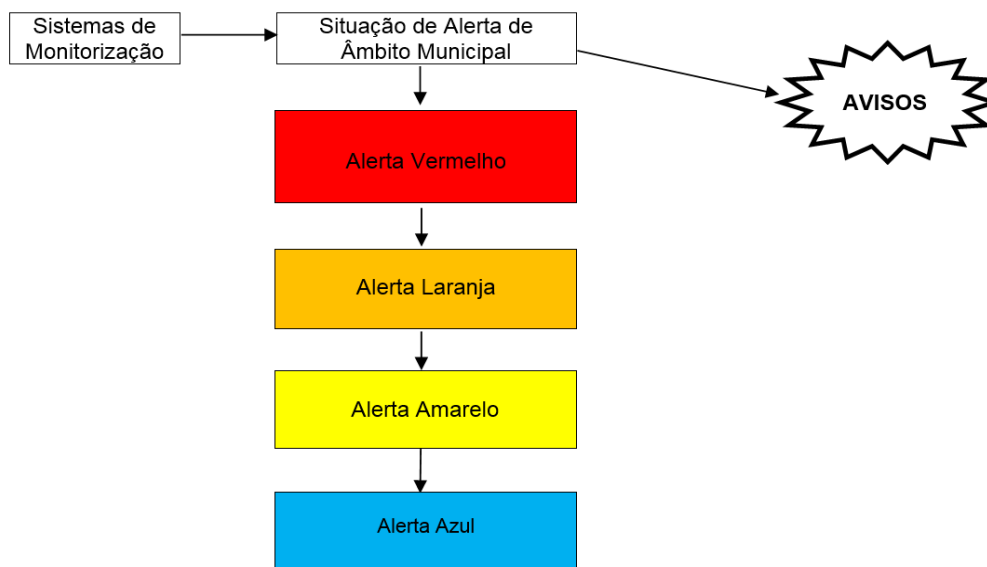 Sistemas de
Monitorização
Situação de Alerta de
Âmbito Municipal
AVISOS
Alerta Vermelho
Alerta Laranja
Alerta Amarelo
Alerta Azul